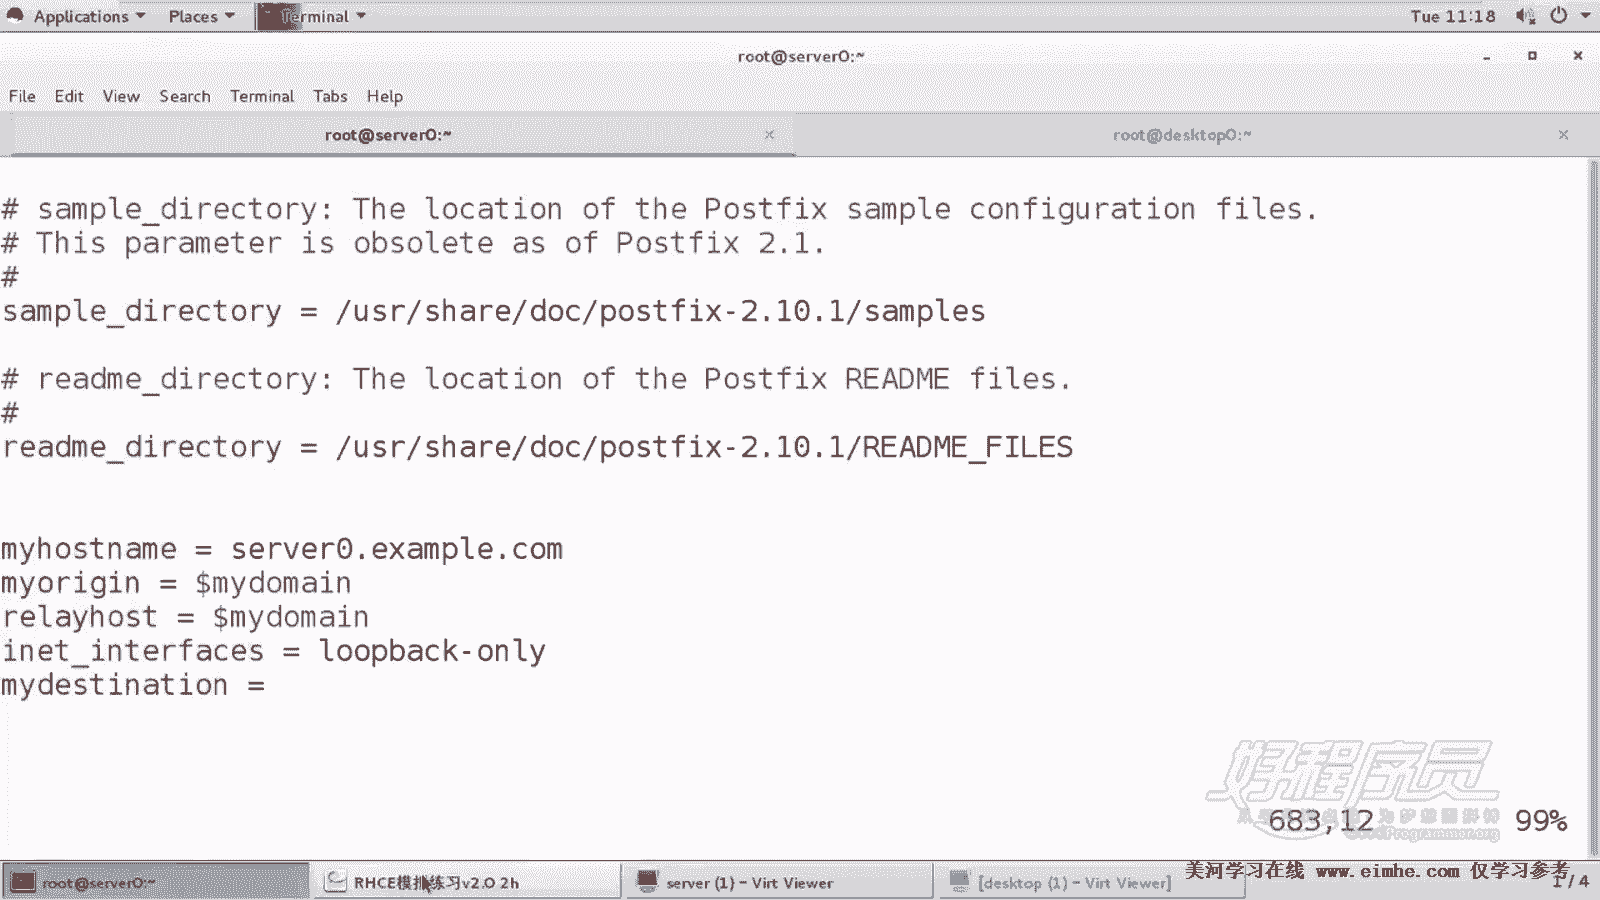 Applications Places Terminal Tue 11:18
root@server0:~
File Edit View Search Terminal Tabs Help
root@server0:~ root@desktop0:~
# sample_directory: The location of the Postfix sample configuration files.
# This parameter is obsolete as of Postfix 2.1.
#
sample_directory = /usr/share/doc/postfix-2.10.1/samples
# readme_directory: The location of the Postfix README files.
#
readme_directory = /usr/share/doc/postfix-2.10.1/README_FILES
myhostname = server0.example.com
myorigin = $mydomain
relayhost = $mydomain
inet_interfaces = loopback-only
mydestination =
好程序员
683,12 99%
美河学习在线 www.eimhe.com 仅学习参考
root@server0:~ RHCE模拟练习v2.0 2h server (1) - Virt Viewer [desktop (1) - Virt Viewer] 1 / 4